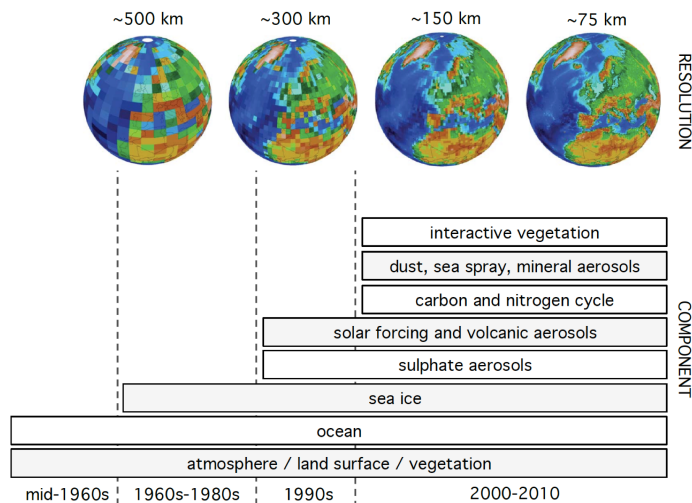 ~500 km
~300 km
~150 km
~75 km
RESOLUTION
interactive vegetation
dust, sea spray, mineral aerosols
carbon and nitrogen cycle
solar forcing and volcanic aerosols
sulphate aerosols
sea ice
ocean
atmosphere / land surface / vegetation
COMPONENT
mid-1960s
1960s-1980s
1990s
2000-2010